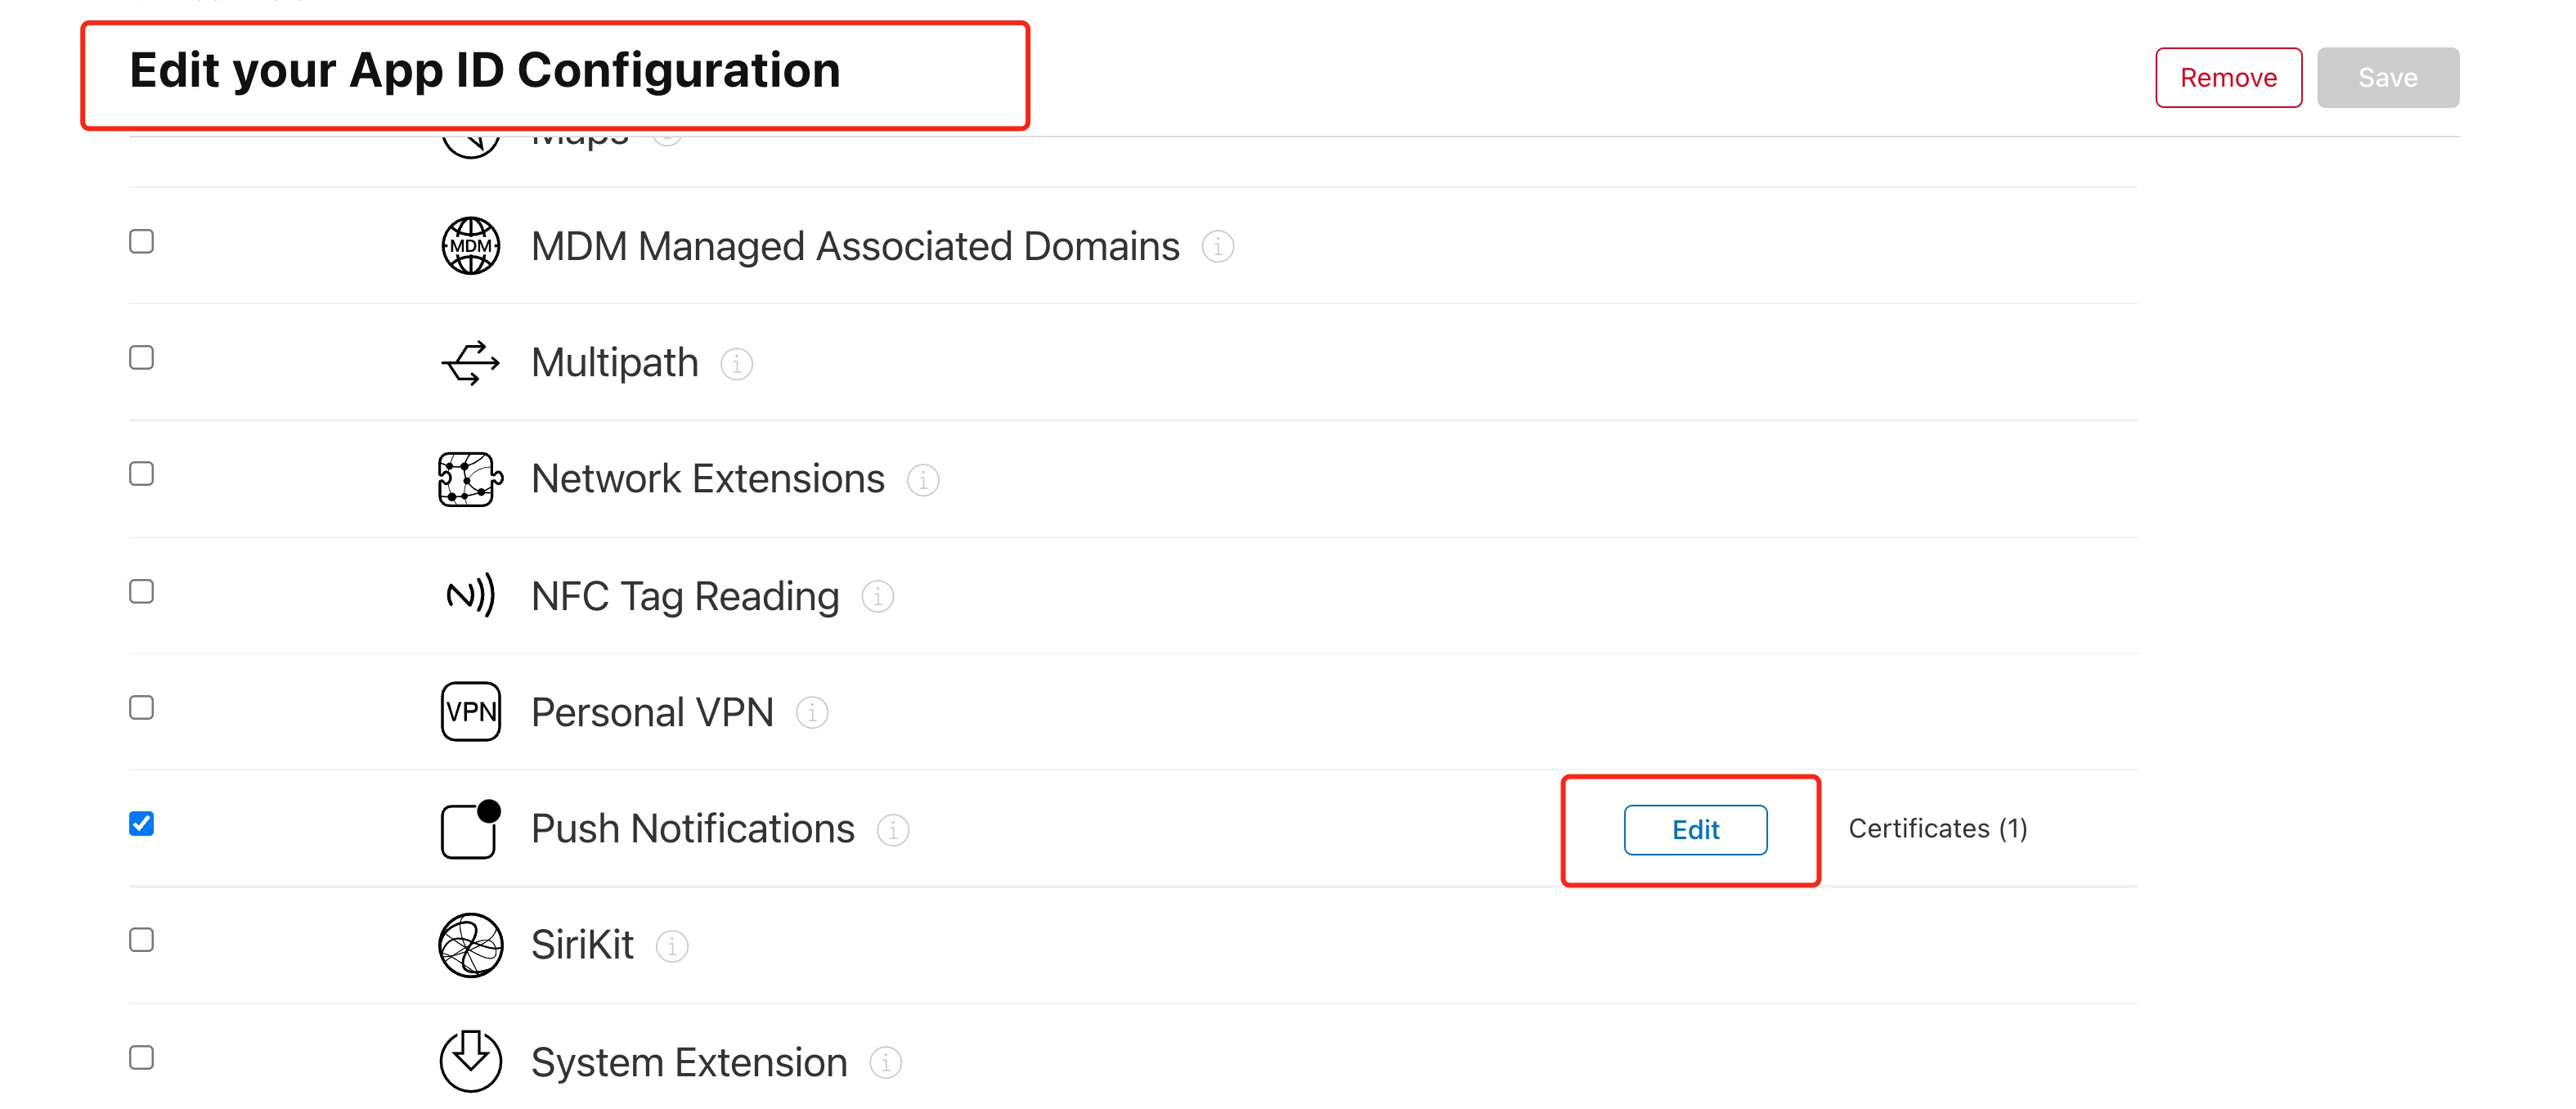 Edit your App ID Configuration
Remove
Save
Maps
MDM
MDM Managed Associated Domains
Multipath
Network Extensions
NFC Tag Reading
VPN
Personal VPN
Push Notifications
Edit
Certificates (1)
SiriKit
System Extension